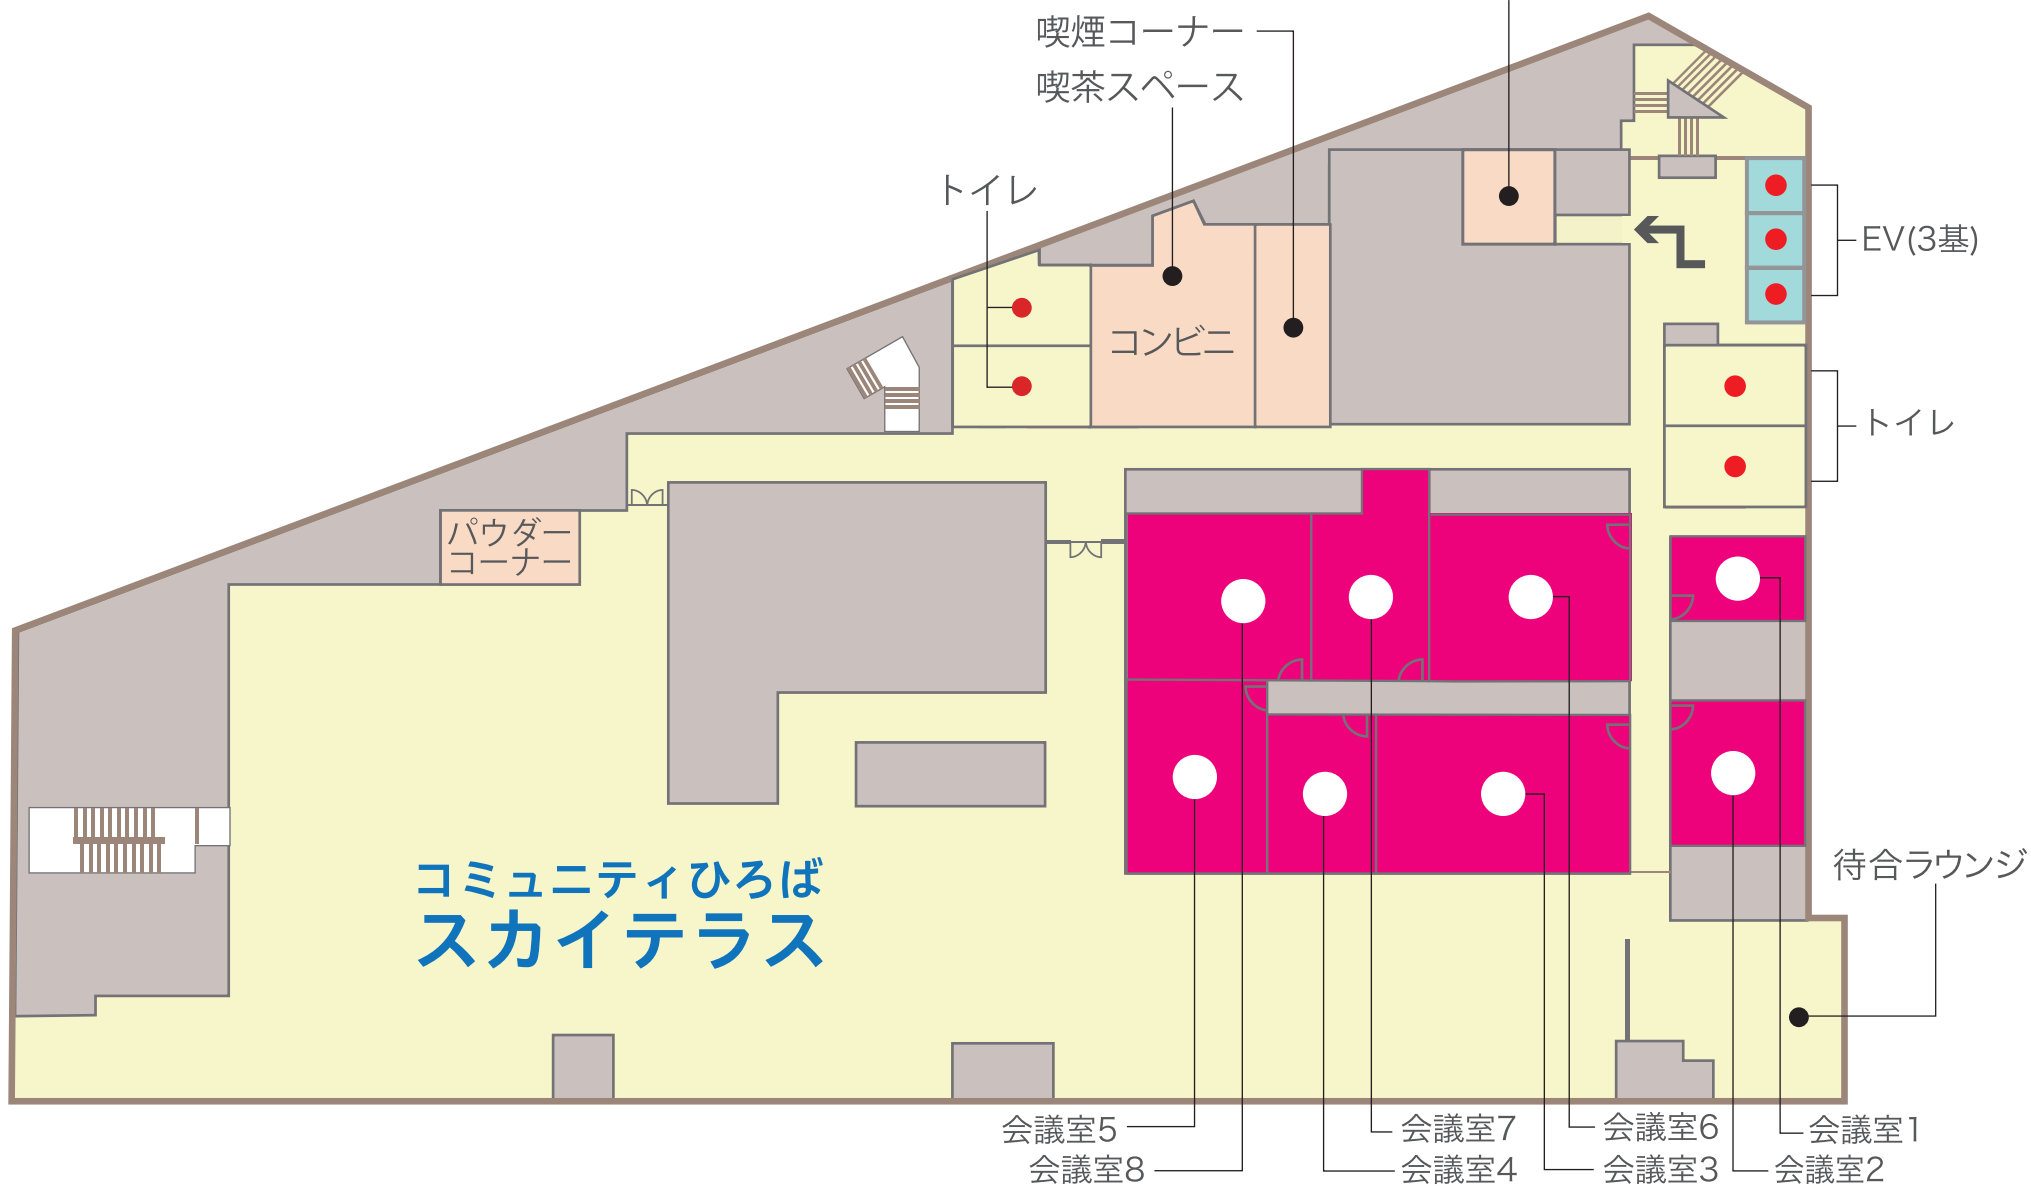 喫煙コーナー
喫茶スペース
トイレ
EV(3基)
コンビニ
トイレ
パウダー
コーナー
コミュニティひろば
スカイテラス
待合ラウンジ
会議室5
会議室7
会議室6
会議室1
会議室8
会議室4
会議室3
会議室2